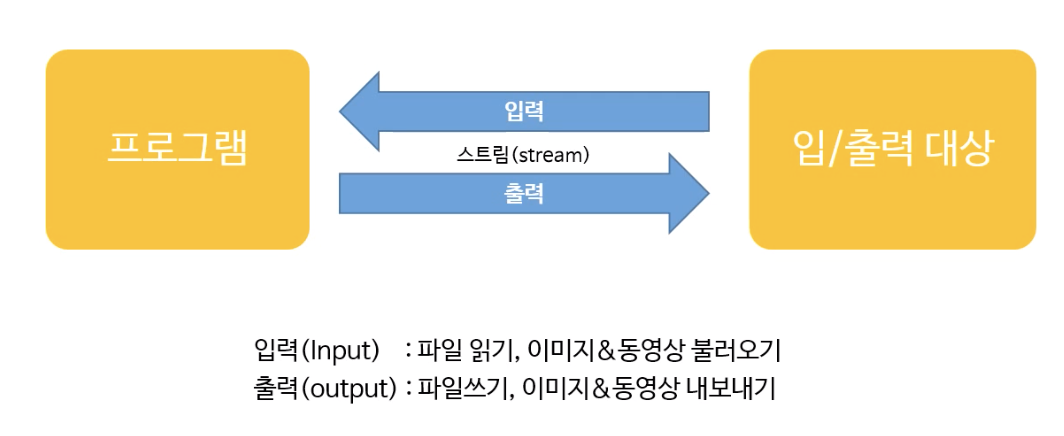 프로그램
입력
스트림(stream)
출력
입/출력 대상
입력(Input) : 파일 읽기, 이미지&동영상 불러오기
출력(output) : 파일쓰기, 이미지&동영상 내보내기